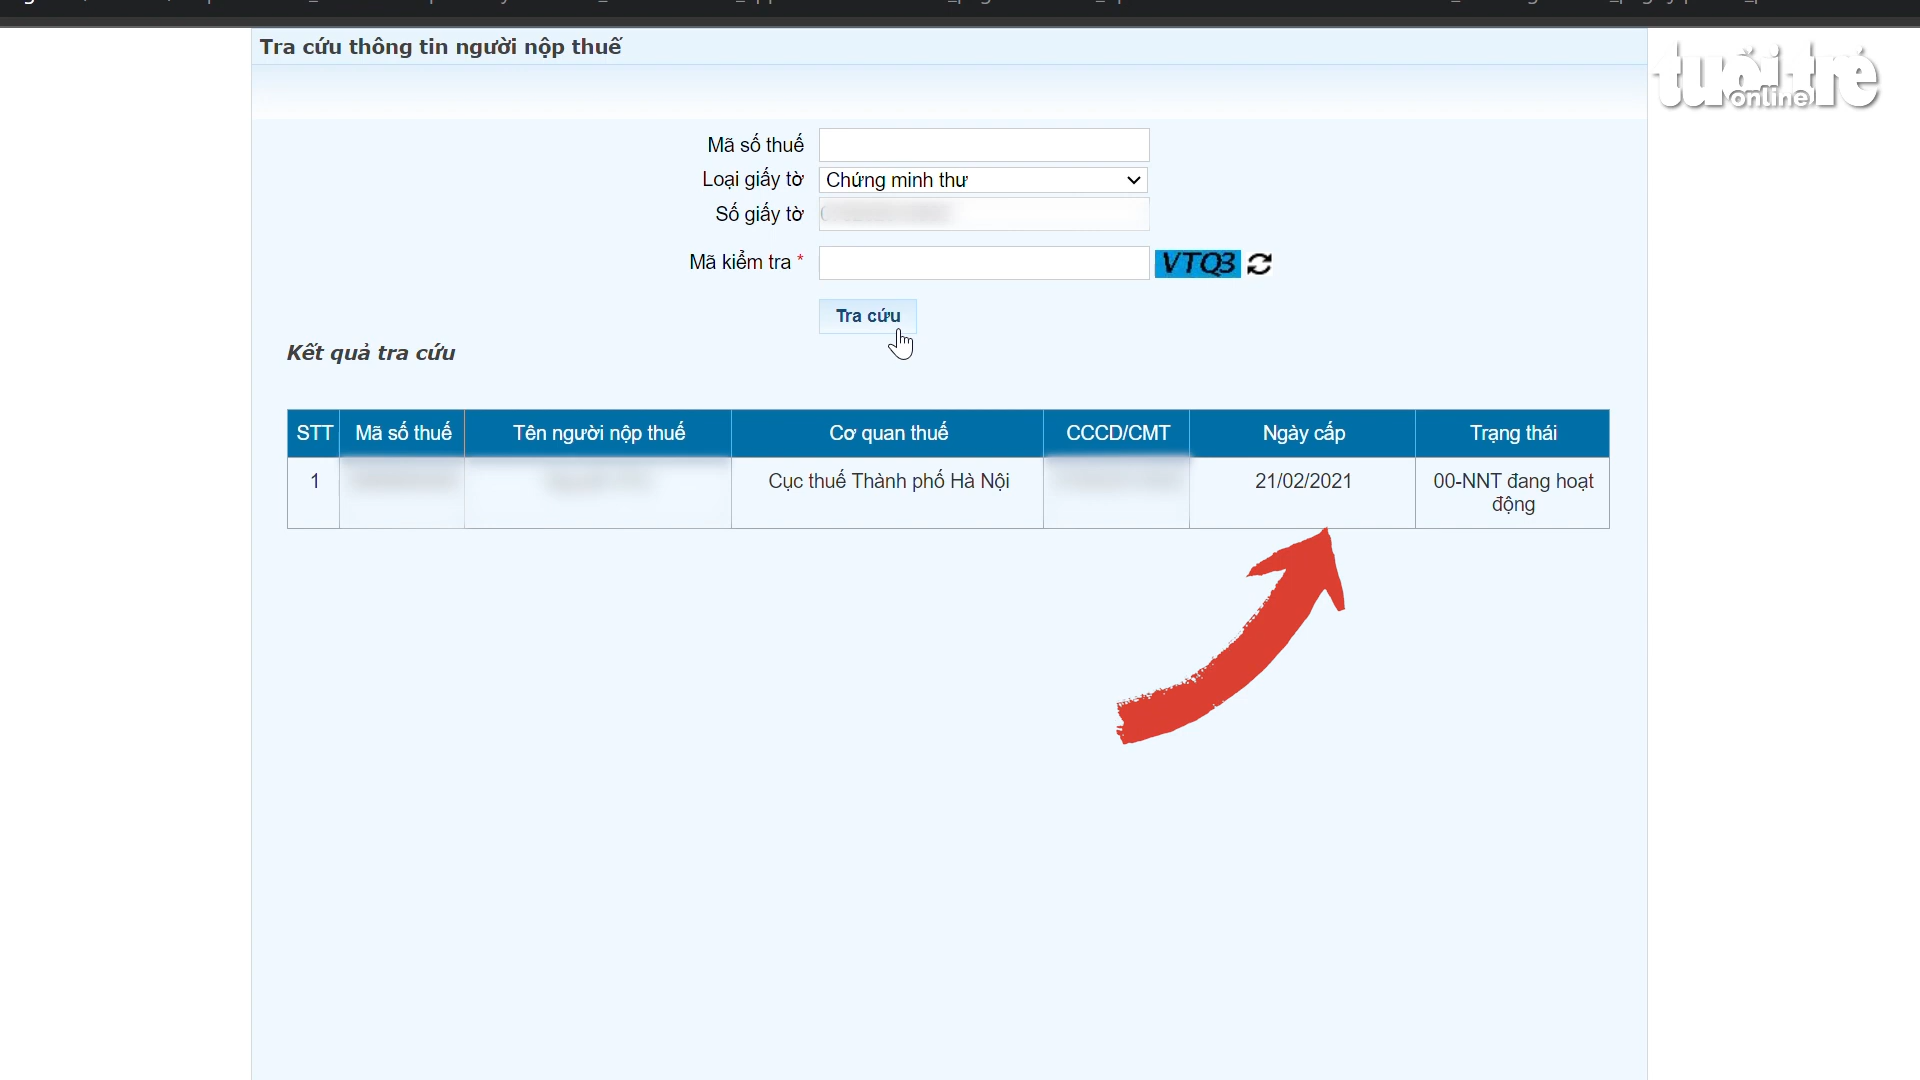 Tra cứu thông tin người nộp thuế
tuổi trẻ
online
Mã số thuế
Loại giấy tờ Chứng minh thư
Số giấy tờ
Mã kiểm tra * VTQ3
Tra cứu
Kết quả tra cứu
STT Mã số thuế Tên người nộp thuế Cơ quan thuế CCCD/CMT Ngày cấp Trạng thái
1 Cục thuế Thành phố Hà Nội 21/02/2021 00-NNT đang hoạt
động